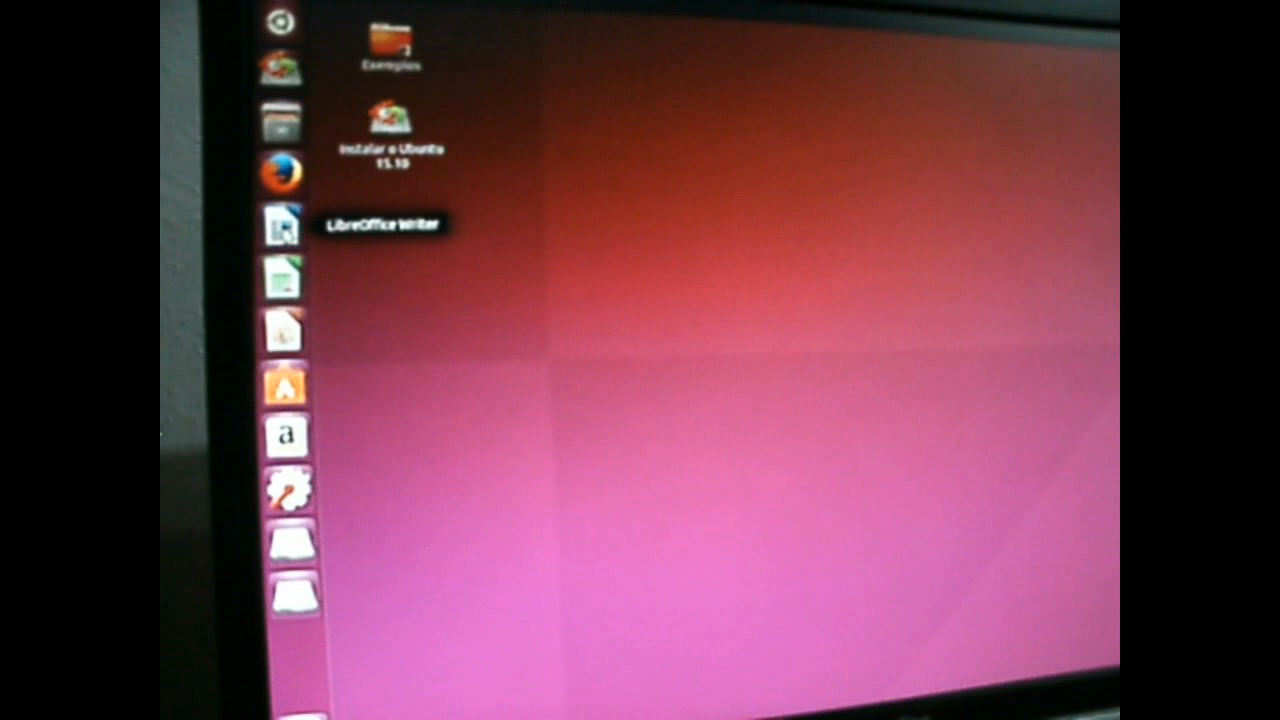 Exemplos
Instalar o Ubuntu
15.10
LibreOffice Writer
a